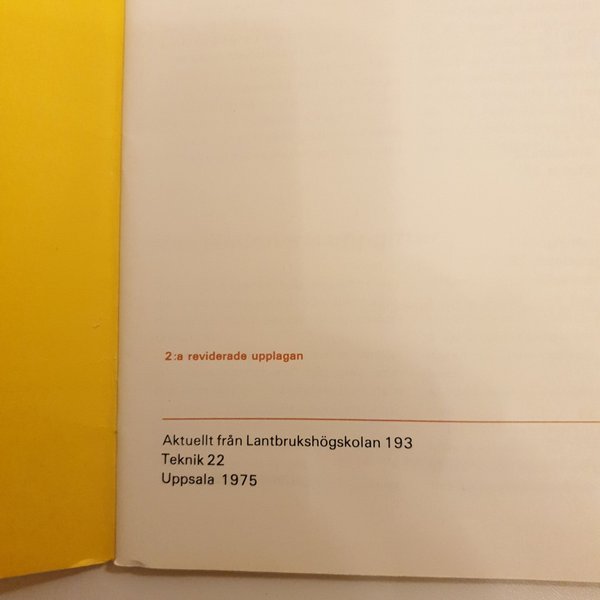 2:a reviderade upplagan
Aktuellt från Lantbrukshögskolan 193
Teknik 22
Uppsala 1975